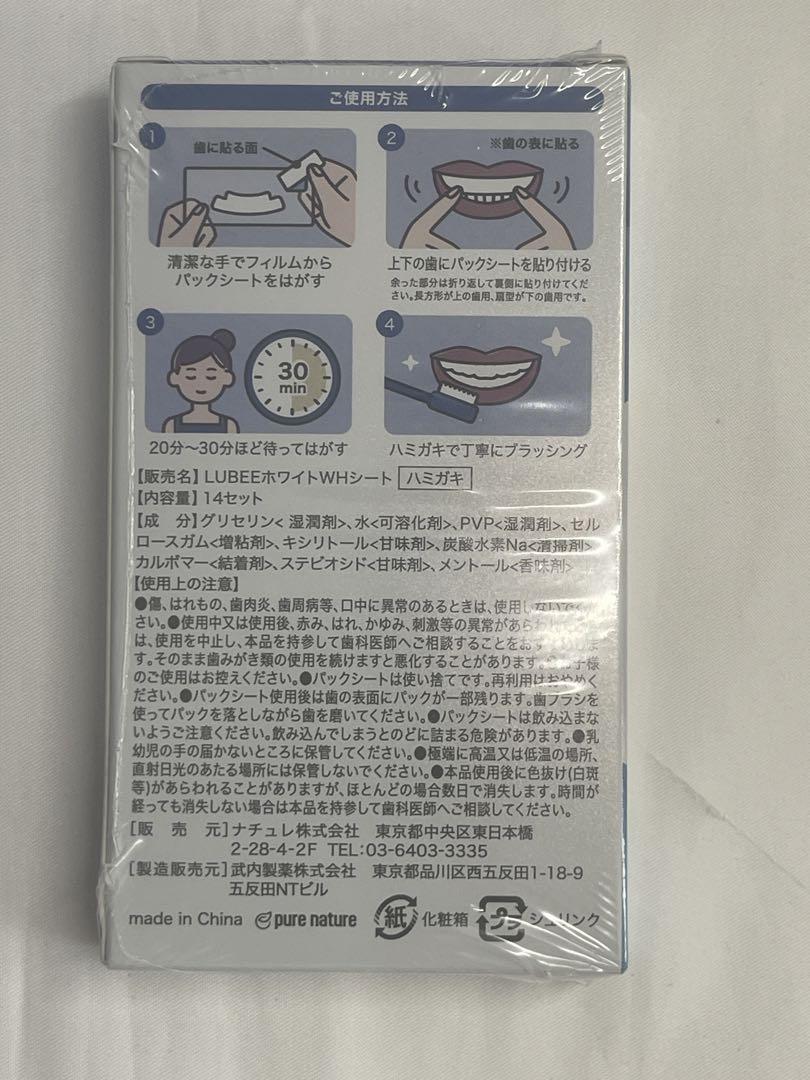 ご使用方法
1
歯に貼る面
清潔な手でフィルムから
パックシートをはがす
2
※歯の表に貼る
上下の歯にパックシートを貼り付ける
余った部分は折り返して裏側に貼り付けてくだ
さい。長方形が上の歯用、扇型が下の歯用です。
3
30
min
20分～30分ほど待ってはがす
4
ハミガキで丁寧にブラッシング
【販売名】LUBEEホワイトWHシート ハミガキ
【内容量】14セット
【成 分】グリセリン<湿潤剤>、水<可溶化剤>、PVP<湿潤剤>、セル
ロースガム<増粘剤>、キシリトール<甘味剤>、炭酸水素Na<清掃剤>
カルボマー<結着剤>、ステビオシド<甘味剤>、メントール<香味剤>
【使用上の注意】
●傷、はれもの、歯肉炎、歯周病等、口中に異常のあるときは、使用しないでくだ
さい。●使用中又は使用後、赤み、はれ、かゆみ、刺激等の異常があらわれた
は、使用を中止し、本品を持参して歯科医師へご相談することをおすすめしま
す。そのまま歯みがき類の使用を続けますと悪化することがあります。●お子様
のご使用はお控えください。●パックシートは使い捨てです。再利用はおやめく
ださい。●パックシート使用後は歯の表面にパックが一部残ります。歯ブラシを
使ってパックを落としながら歯を磨いてください。●パックシートは飲み込まな
いようご注意ください。飲み込んでしまうとのどに詰まる危険があります。●乳
幼児の手の届かないところに保管してください。●極端に高温又は低温の場所、
直射日光のあたる場所には保管しないでください。●本品使用後に色抜け(白斑
等)があらわれることがありますが、ほとんどの場合数日で消失します。時間が
経っても消失しない場合は本品を持参して歯科医師へご相談してください。
[販 売 元]ナチュレ株式会社 東京都中央区東日本橋
2-28-4-2F TEL:03-6403-3335
[製造販売元]武内製薬株式会社 東京都品川区西五反田1-18-9
五反田NTビル
made in China pure nature 紙 化粧箱 プラ シュリンク